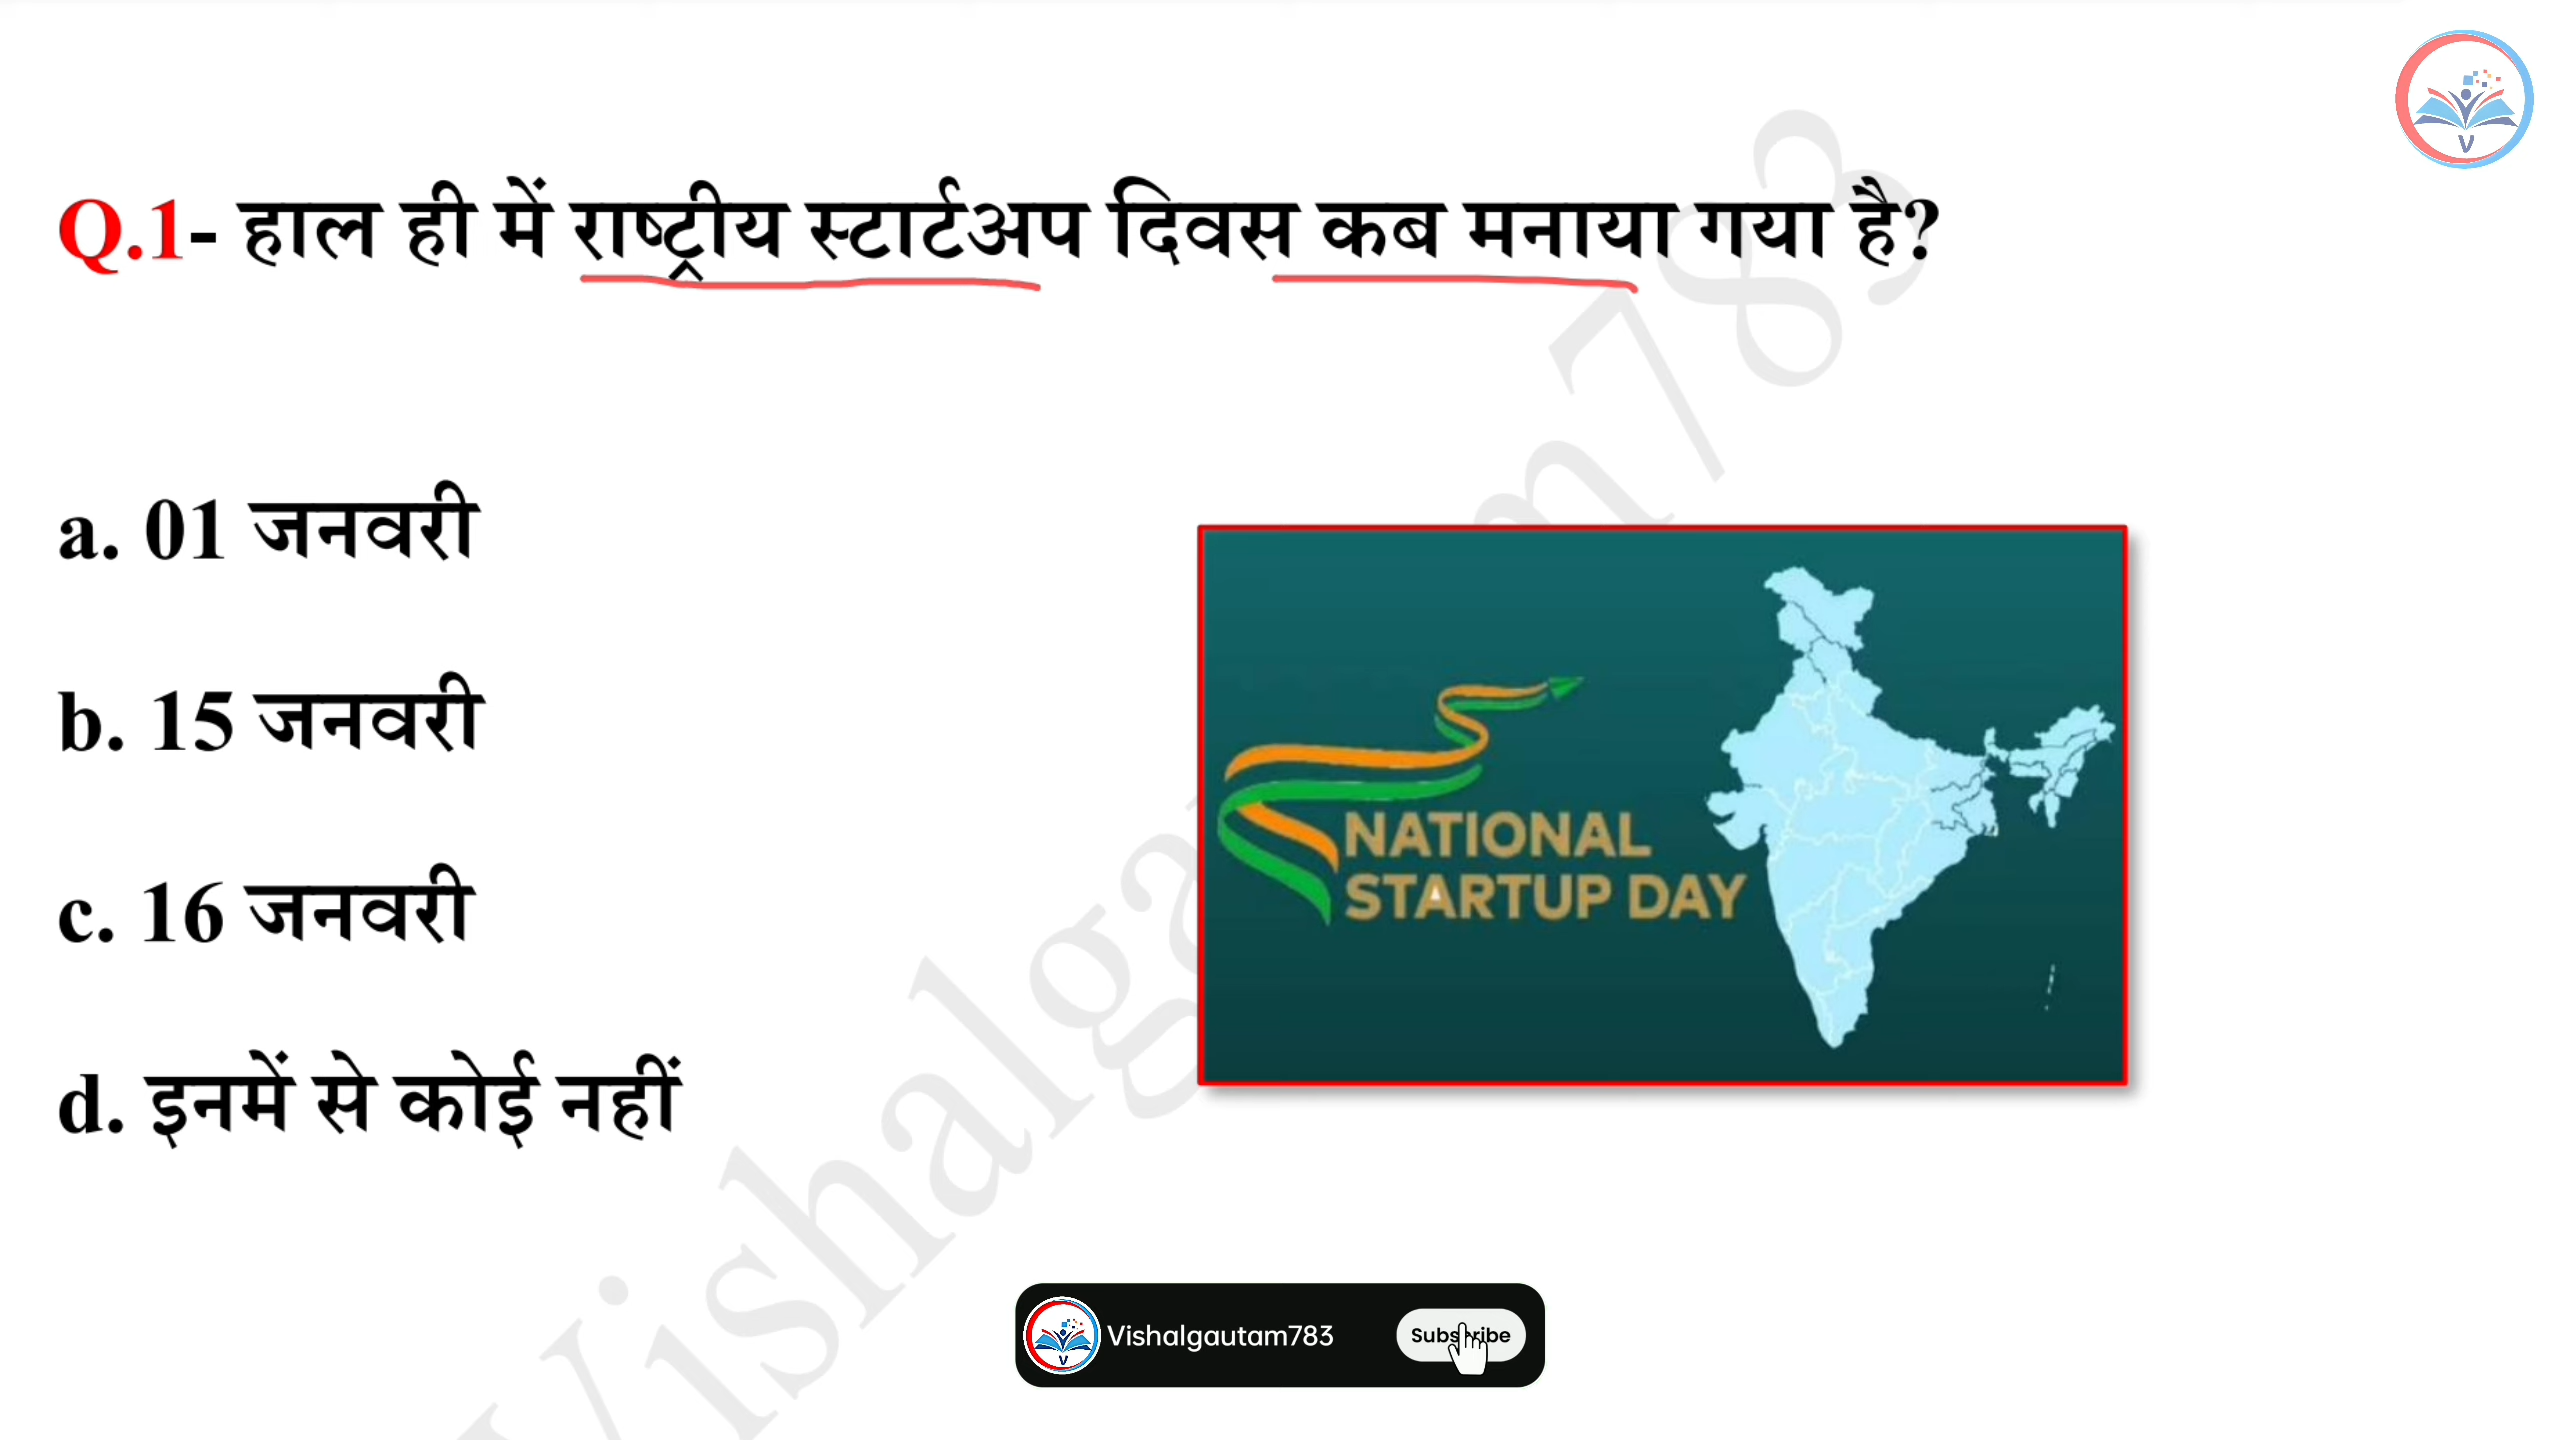 Q.1- हाल ही में राष्ट्रीय स्टार्टअप दिवस कब मनाया गया है?
a. 01 जनवरी
b. 15 जनवरी
c. 16 जनवरी
d. इनमें से कोई नहीं
NATIONAL
STARTUP DAY
V
Vishalgautam783
Subscribe